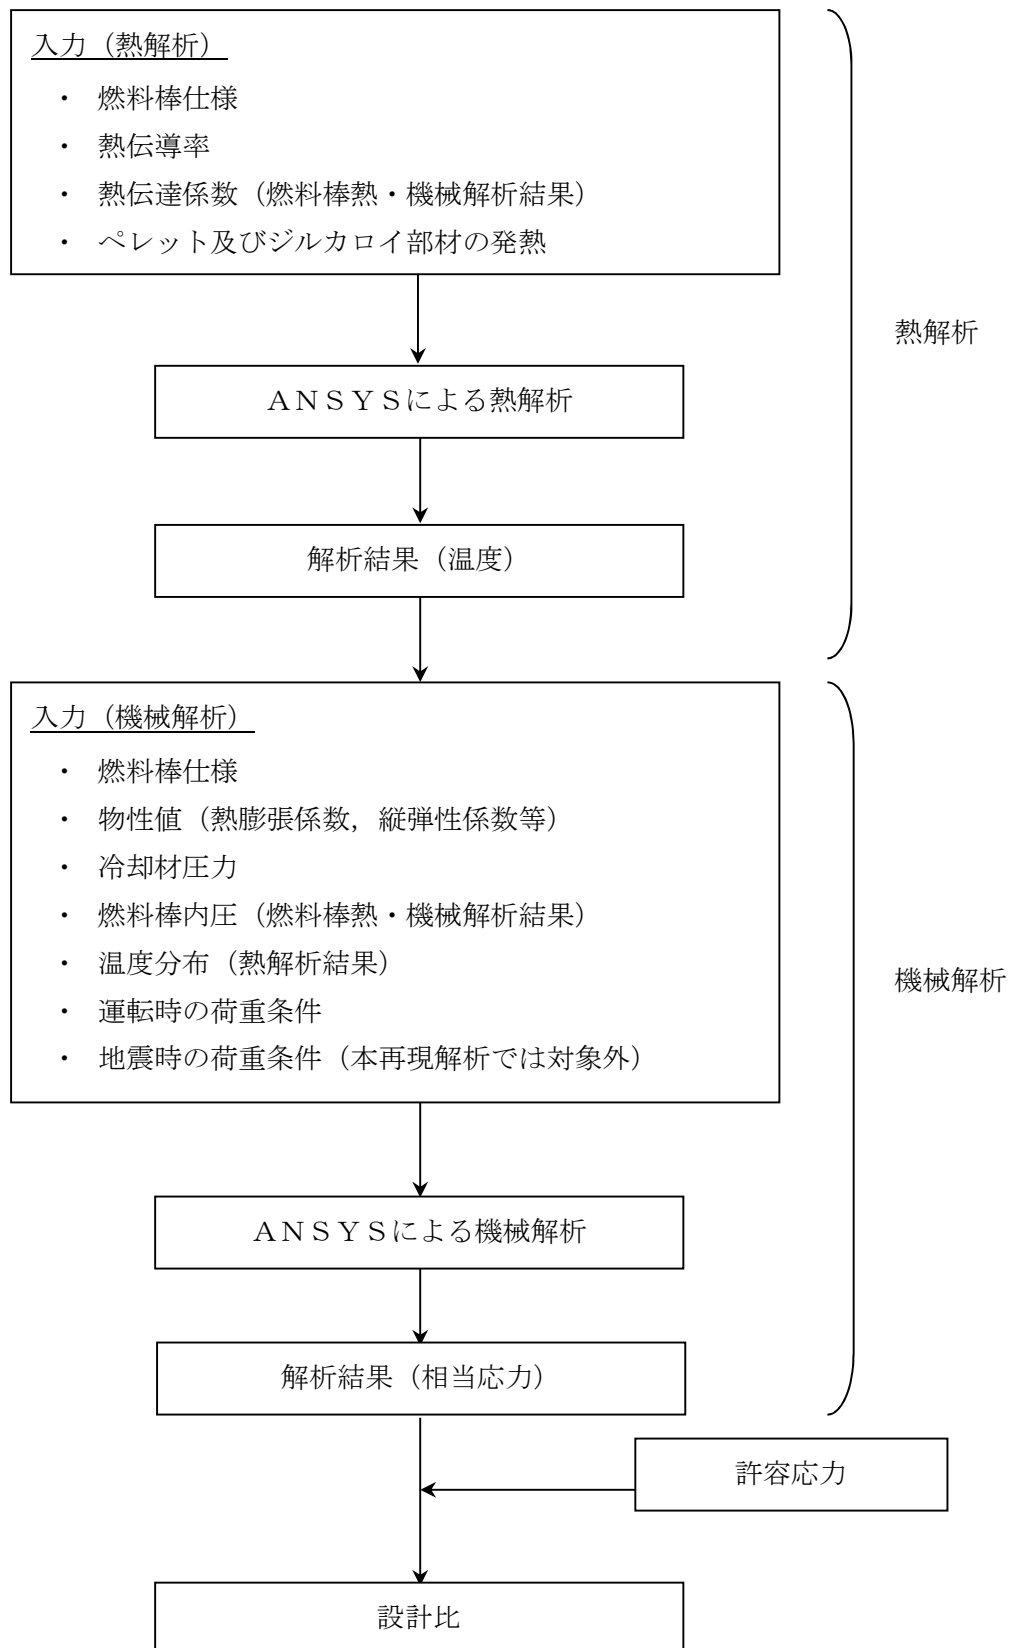 入力（熱解析）
・ 燃料棒仕様
・ 熱伝導率
・ 熱伝達係数（燃料棒熱・機械解析結果）
・ ペレット及びジルカロイ部材の発熱
熱解析
ＡＮＳＹＳによる熱解析
解析結果（温度）
入力（機械解析）
・ 燃料棒仕様
・ 物性値（熱膨張係数，縦弾性係数等）
・ 冷却材圧力
・ 燃料棒内圧（燃料棒熱・機械解析結果）
・ 温度分布（熱解析結果）
・ 運転時の荷重条件
・ 地震時の荷重条件（本再現解析では対象外）
機械解析
ＡＮＳＹＳによる機械解析
解析結果（相当応力）
許容応力
設計比